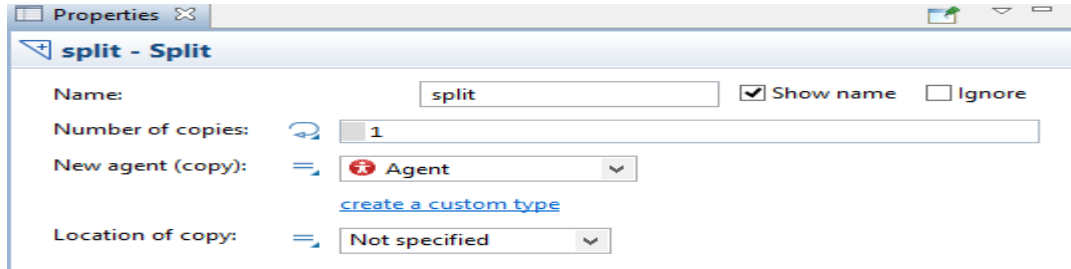 Properties
split - Split
Name: split Show name Ignore
Number of copies: 1
New agent (copy): Agent
create a custom type
Location of copy: Not specified